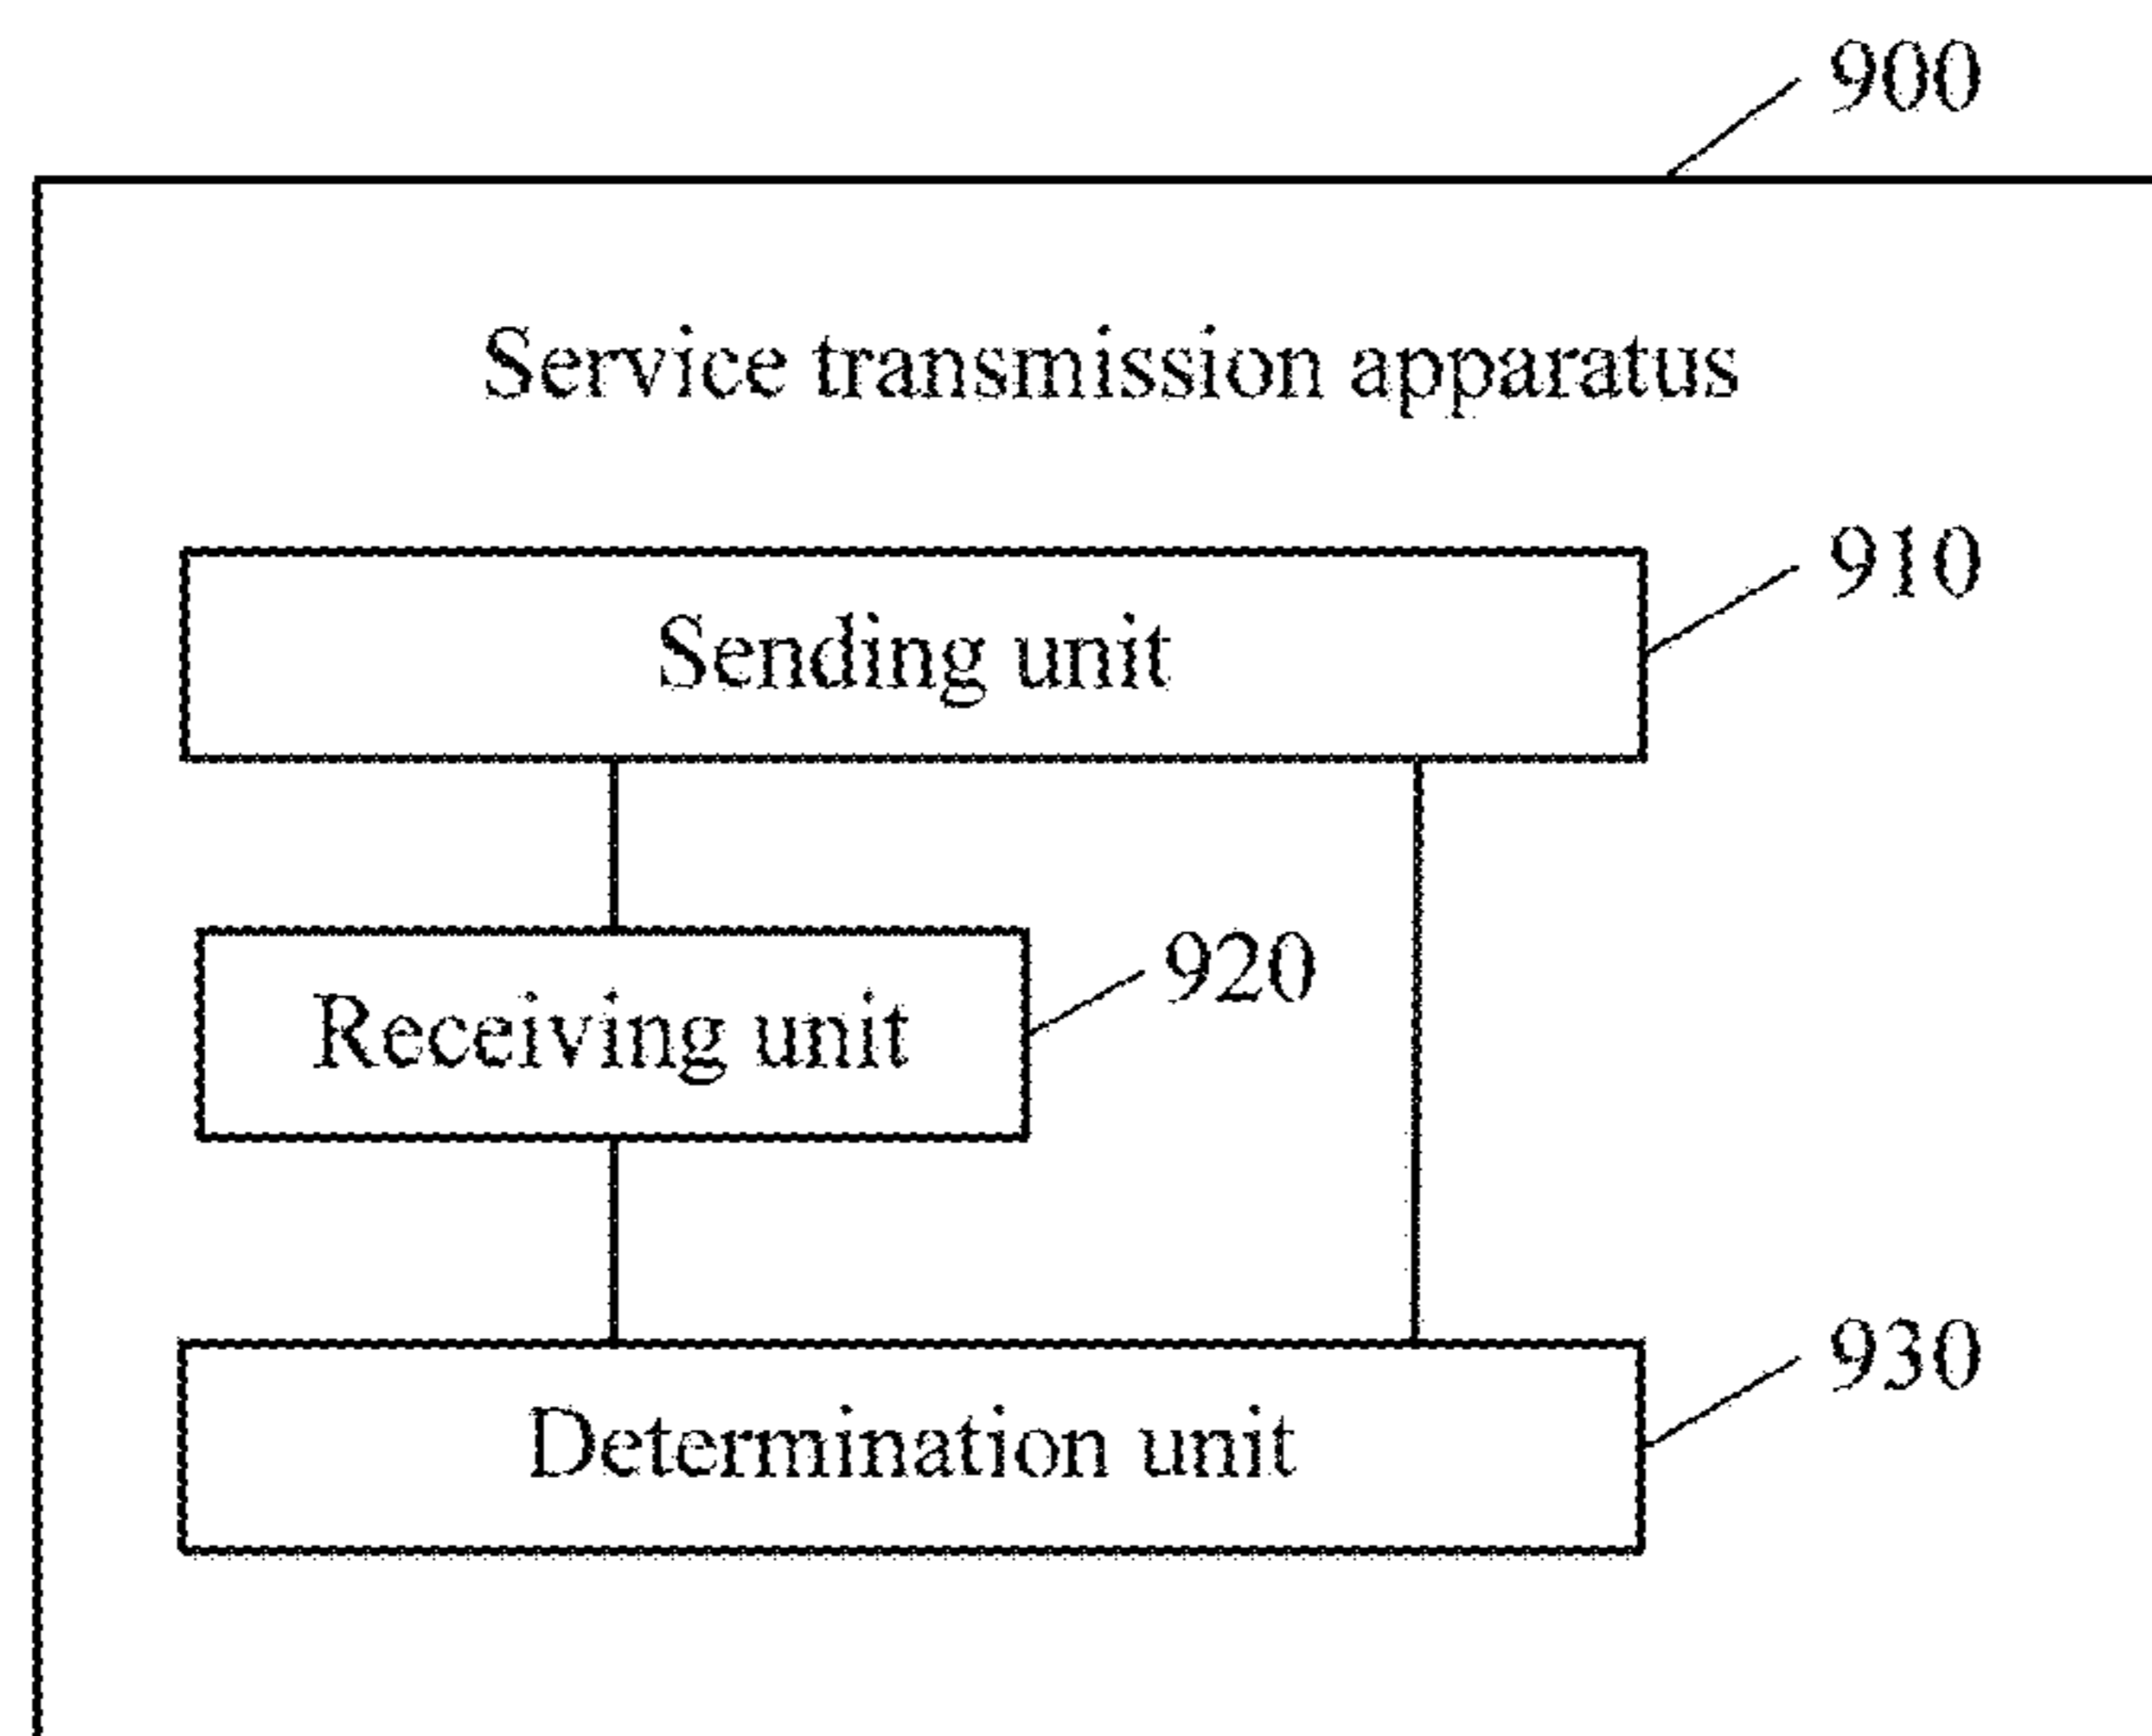 900
Service transmission apparatus
910
Sending unit
920
Receiving unit
930
Determination unit